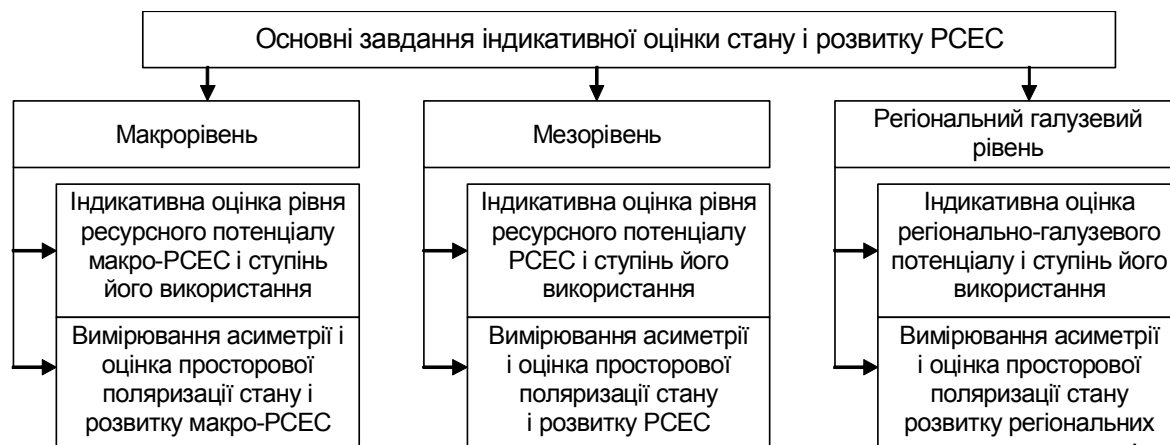 Основні завдання індикативної оцінки стану і розвитку РСЕС
Макрорівень
Мезорівень
Регіональний галузевий
рівень
Індикативна оцінка рівня
ресурсного потенціалу
макро-РСЕС і ступінь
його використання
Індикативна оцінка рівня
ресурсного потенціалу
РСЕС і ступінь його
використання
Індикативна оцінка
регіонально-галузевого
потенціалу і ступінь його
використання
Вимірювання асиметрії і
оцінка просторової
поляризації стану і
розвитку макро-РСЕС
Вимірювання асиметрії
і оцінка просторової
поляризації стану
і розвитку РСЕС
Вимірювання асиметрії
і оцінка просторової
поляризації стану
розвитку регіональних